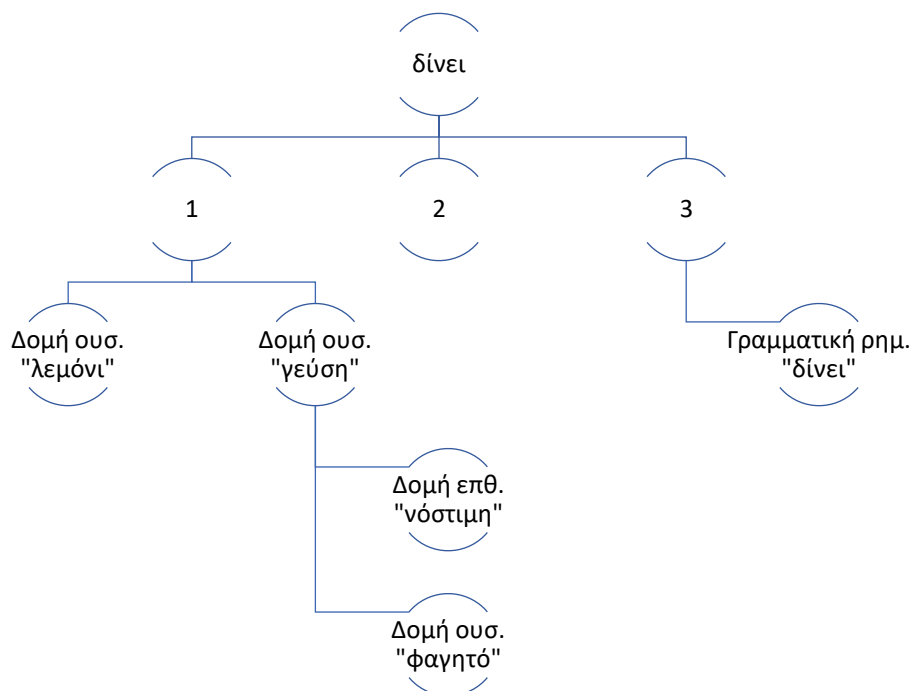 δίνει
1
2
3
Δομή ουσ.
"λεμόνι"
Δομή ουσ.
"γεύση"
Γραμματική ρημ.
"δίνει"
Δομή επθ.
"νόστιμη"
Δομή ουσ.
"φαγητό"